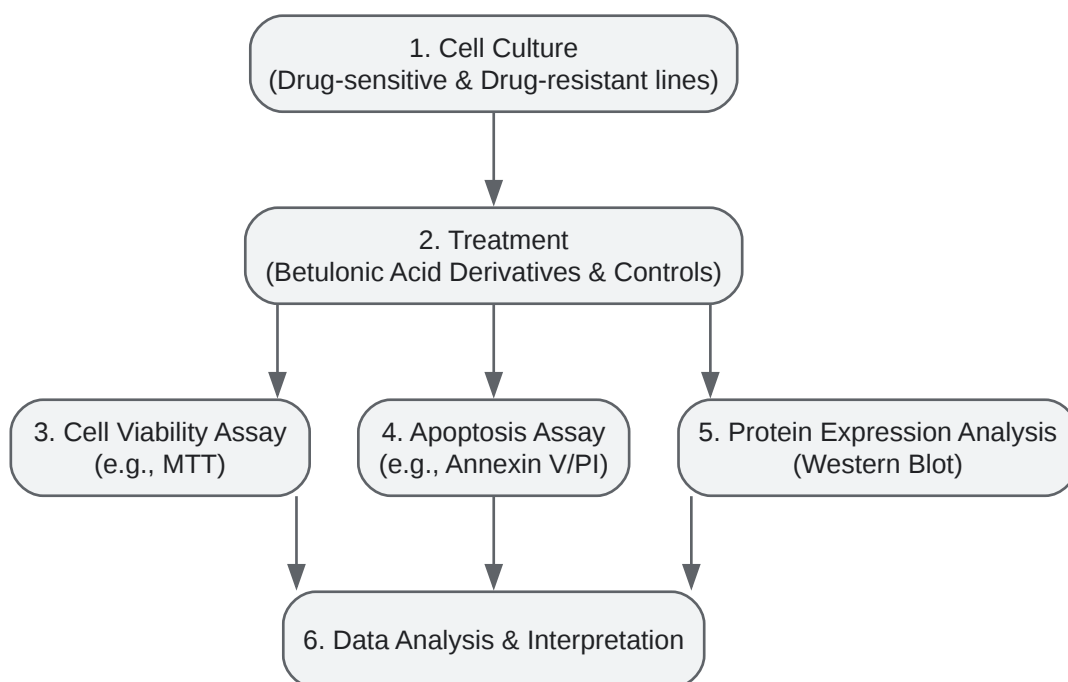 1. Cell Culture
(Drug-sensitive & Drug-resistant lines)
2. Treatment
(Betulonic Acid Derivatives & Controls)
3. Cell Viability Assay
(e.g., MTT)
4. Apoptosis Assay
(e.g., Annexin V/PI)
5. Protein Expression Analysis
(Western Blot)
6. Data Analysis & Interpretation